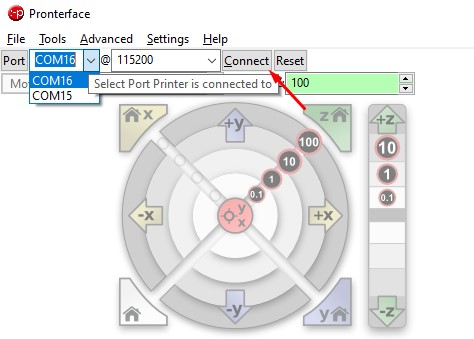 Pronterface
File Tools Advanced Settings Help
Port COM16 @ 115200 Connect Reset
COM16
COM15
Select Port Printer is connected to
100
x +y z +z
100
10
1
0.1
10
1
0.1
-x y x +x
-y y -z